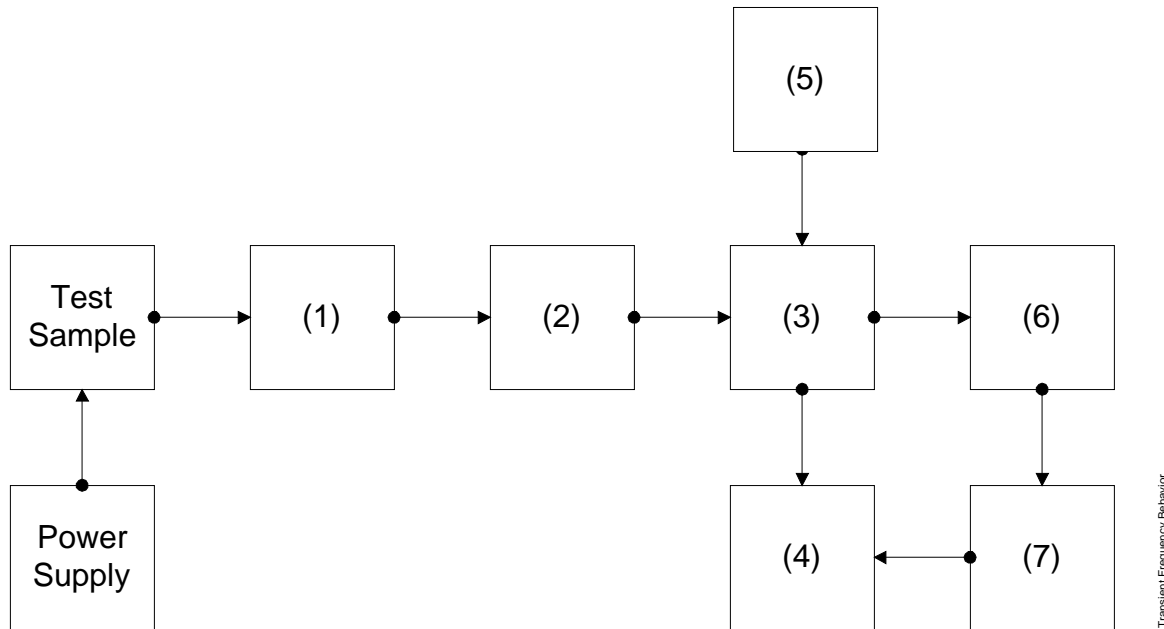 (5)
Test
Sample
(1)
(2)
(3)
(6)
Power
Supply
(4)
(7)
Transient Frequency Behavior